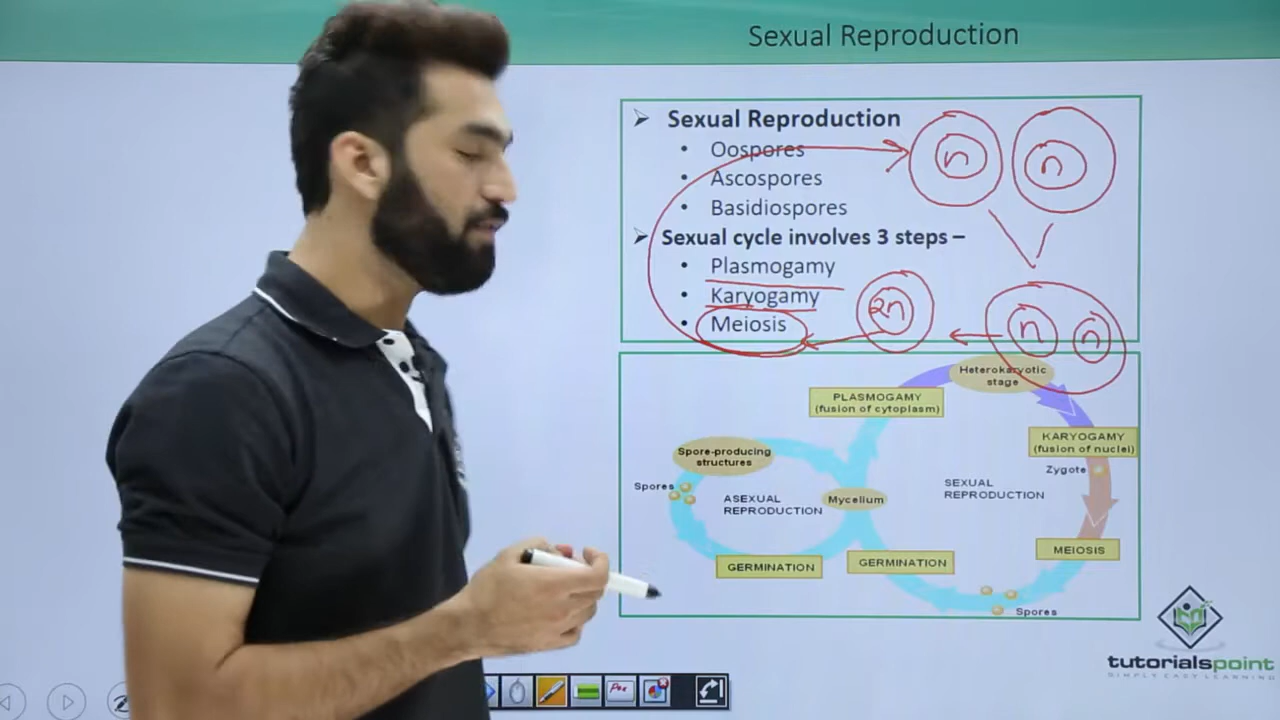 Sexual Reproduction
Sexual Reproduction
Oospores
Ascospores
Basidiospores
Sexual cycle involves 3 steps –
Plasmogamy
Karyogamy
Meiosis
n
n
2n
n
n
Heterokaryotic
stage
PLASMOGAMY
(fusion of cytoplasm)
KARYOGAMY
(fusion of nuclei)
Zygote
Spore-producing
structures
Spores
ASEXUAL
REPRODUCTION
Mycelium
SEXUAL
REPRODUCTION
MEIOSIS
GERMINATION
GERMINATION
Spores
tutorialspoint
SIMPLY EASY LEARNING
Pen